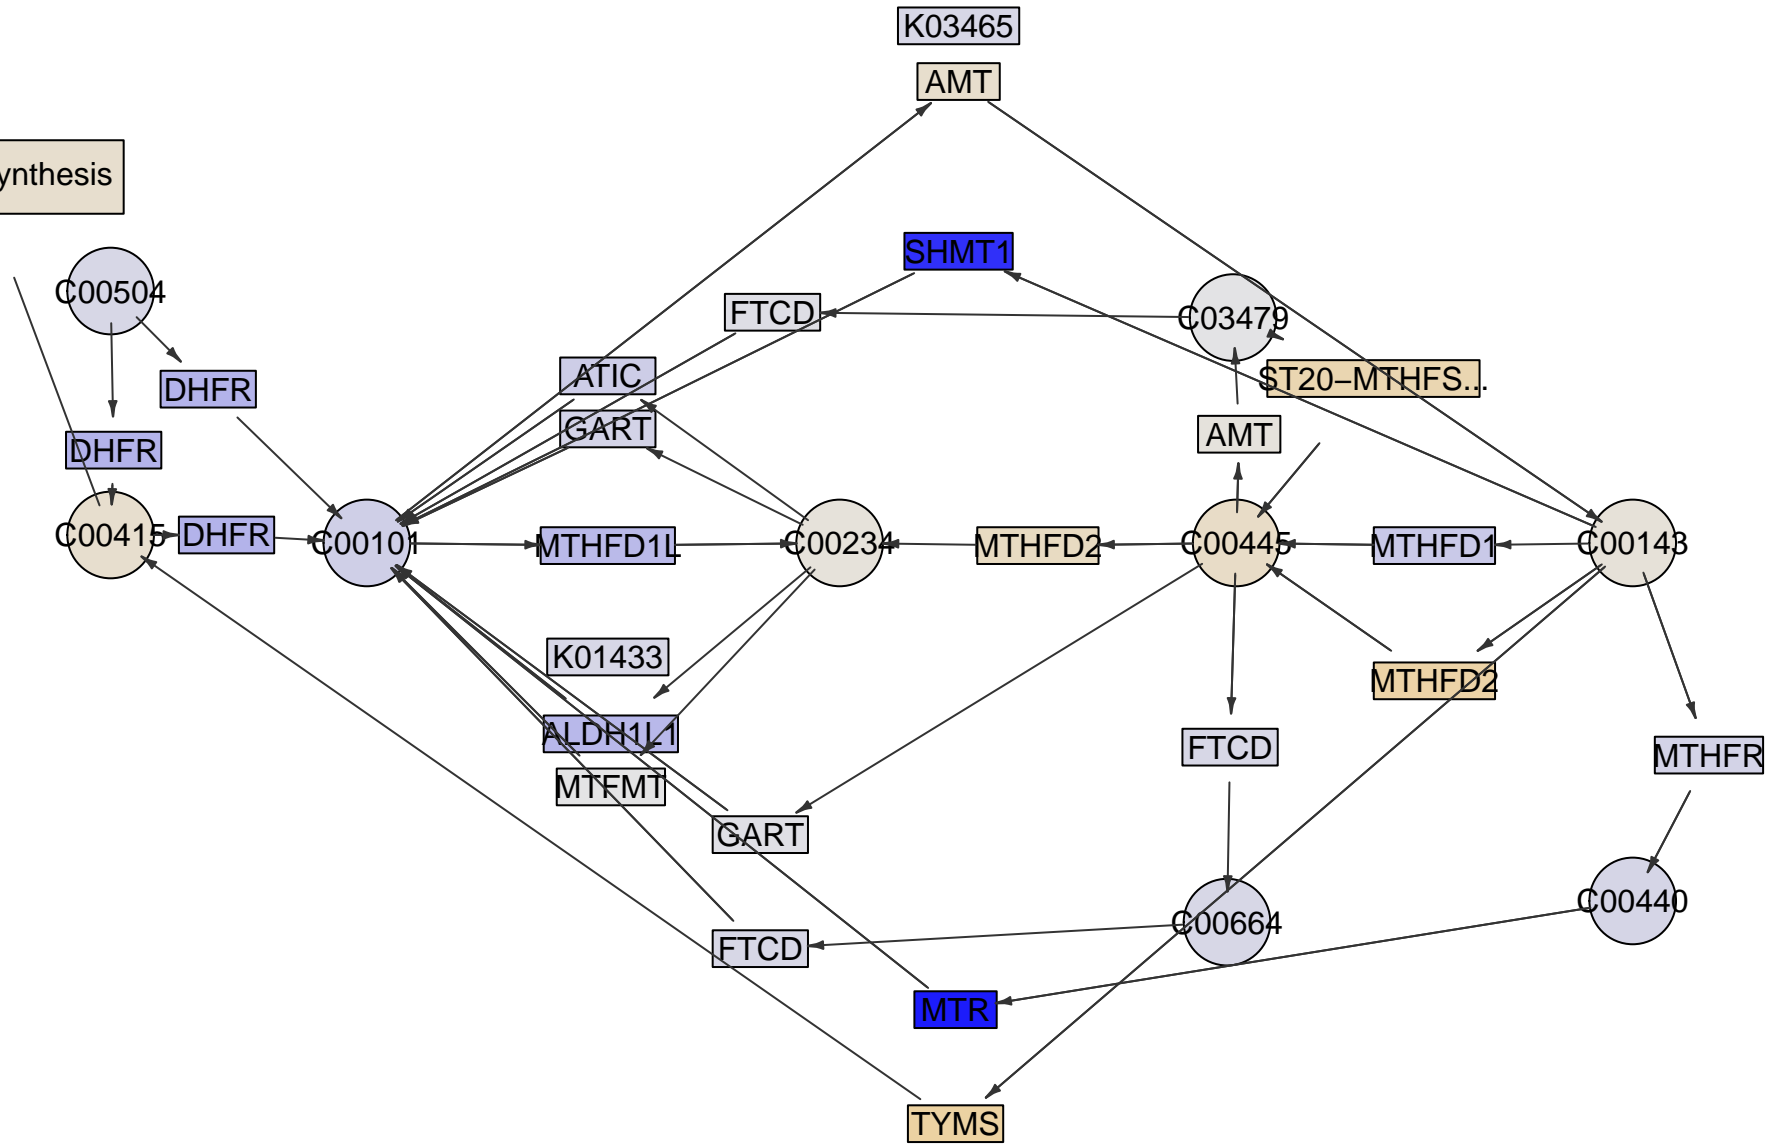 K03465
AMT
ynthesis
SHMT1
C00504
FTCD
C03479
ATIC
ST20−MTHFS...
DHFR
GART
AMT
DHFR
C00415
DHFR
C00101
MTHFD1L
C00234
MTHFD2
C00445
MTHFD1
C00143
K01433
MTHFD2
ALDH1L1
FTCD
MTHFR
MTFMT
GART
C00440
C00664
FTCD
MTR
TYMS